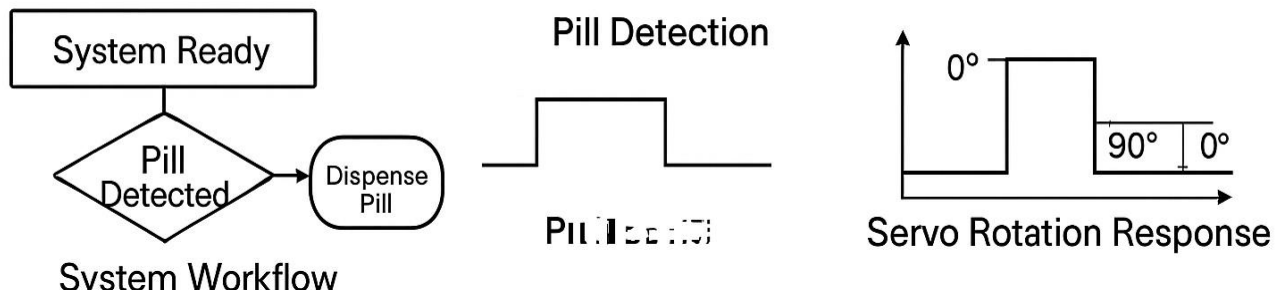 System Ready
Pill
Detected
Dispense
Pill
System Workflow
Pill Detection
0°
90°
0°
Servo Rotation Response